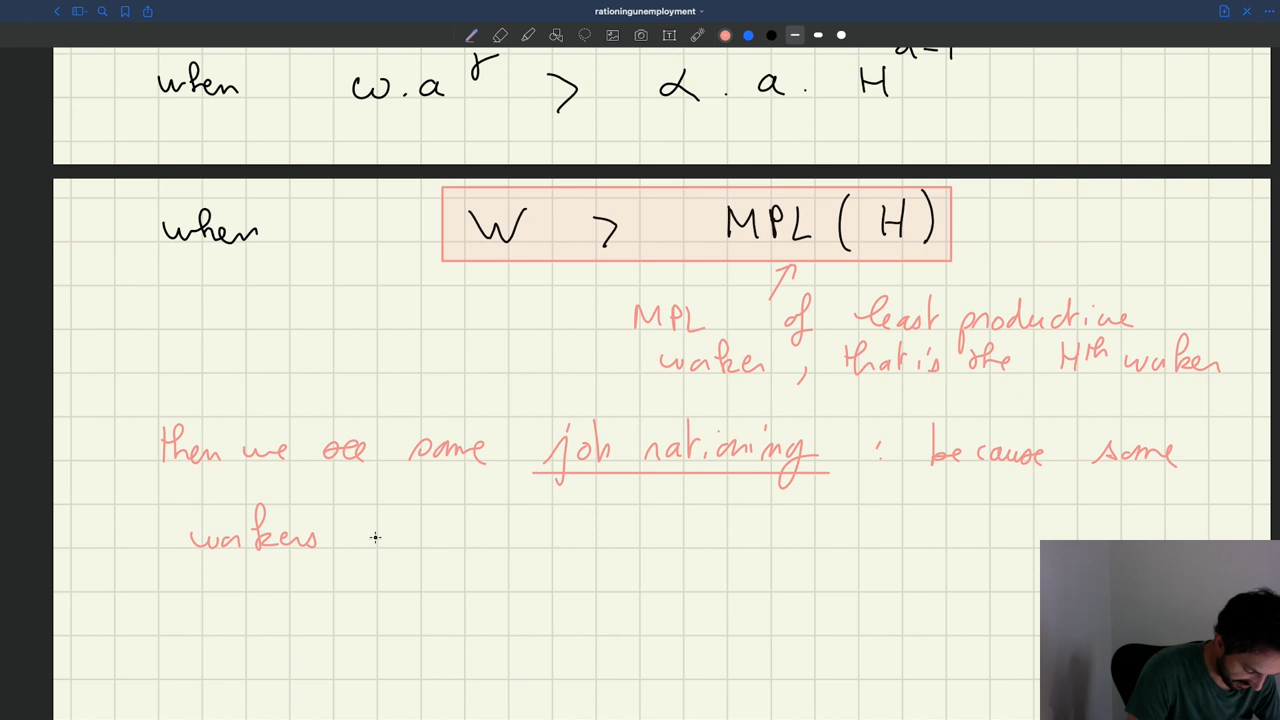 rationingunemployment
when ω.a^γ > α . a . H^α-1
when W > MPL ( H )
MPL of least productive
worker , that's the Hth worker
then we see some job rationing : because some
workers